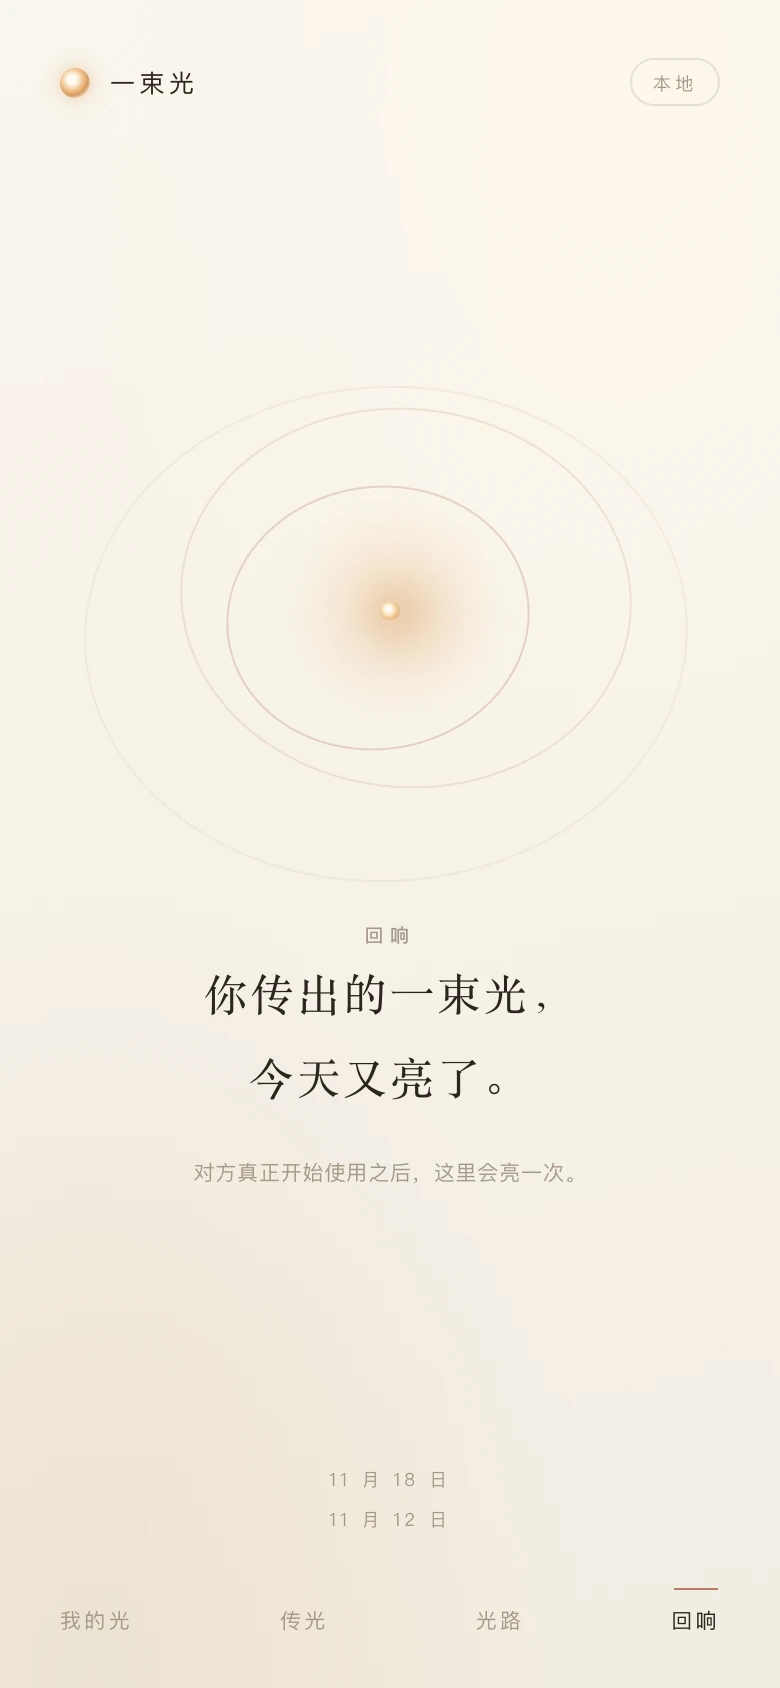 一束光
本地
回响
你传出的一束光，
今天又亮了。
对方真正开始使用之后，这里会亮一次。
11 月 18 日
11 月 12 日
我的光
传光
光路
回响